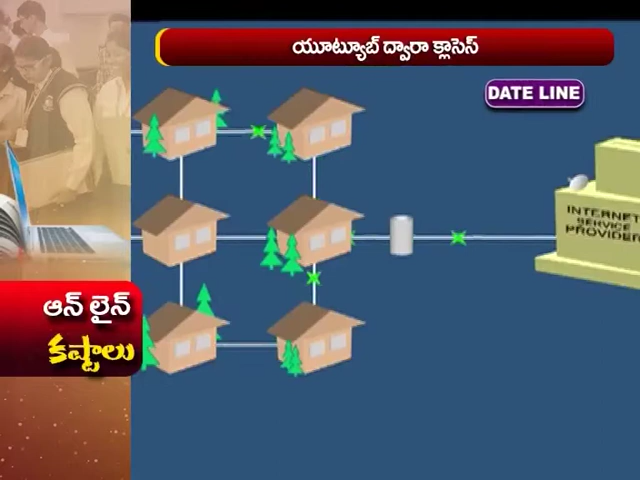 యూట్యూబ్ ద్వారా క్లాసెస్
DATE LINE
INTERNET
SERVICE
PROVIDER
ఆన్ లైన్
కష్టాలు